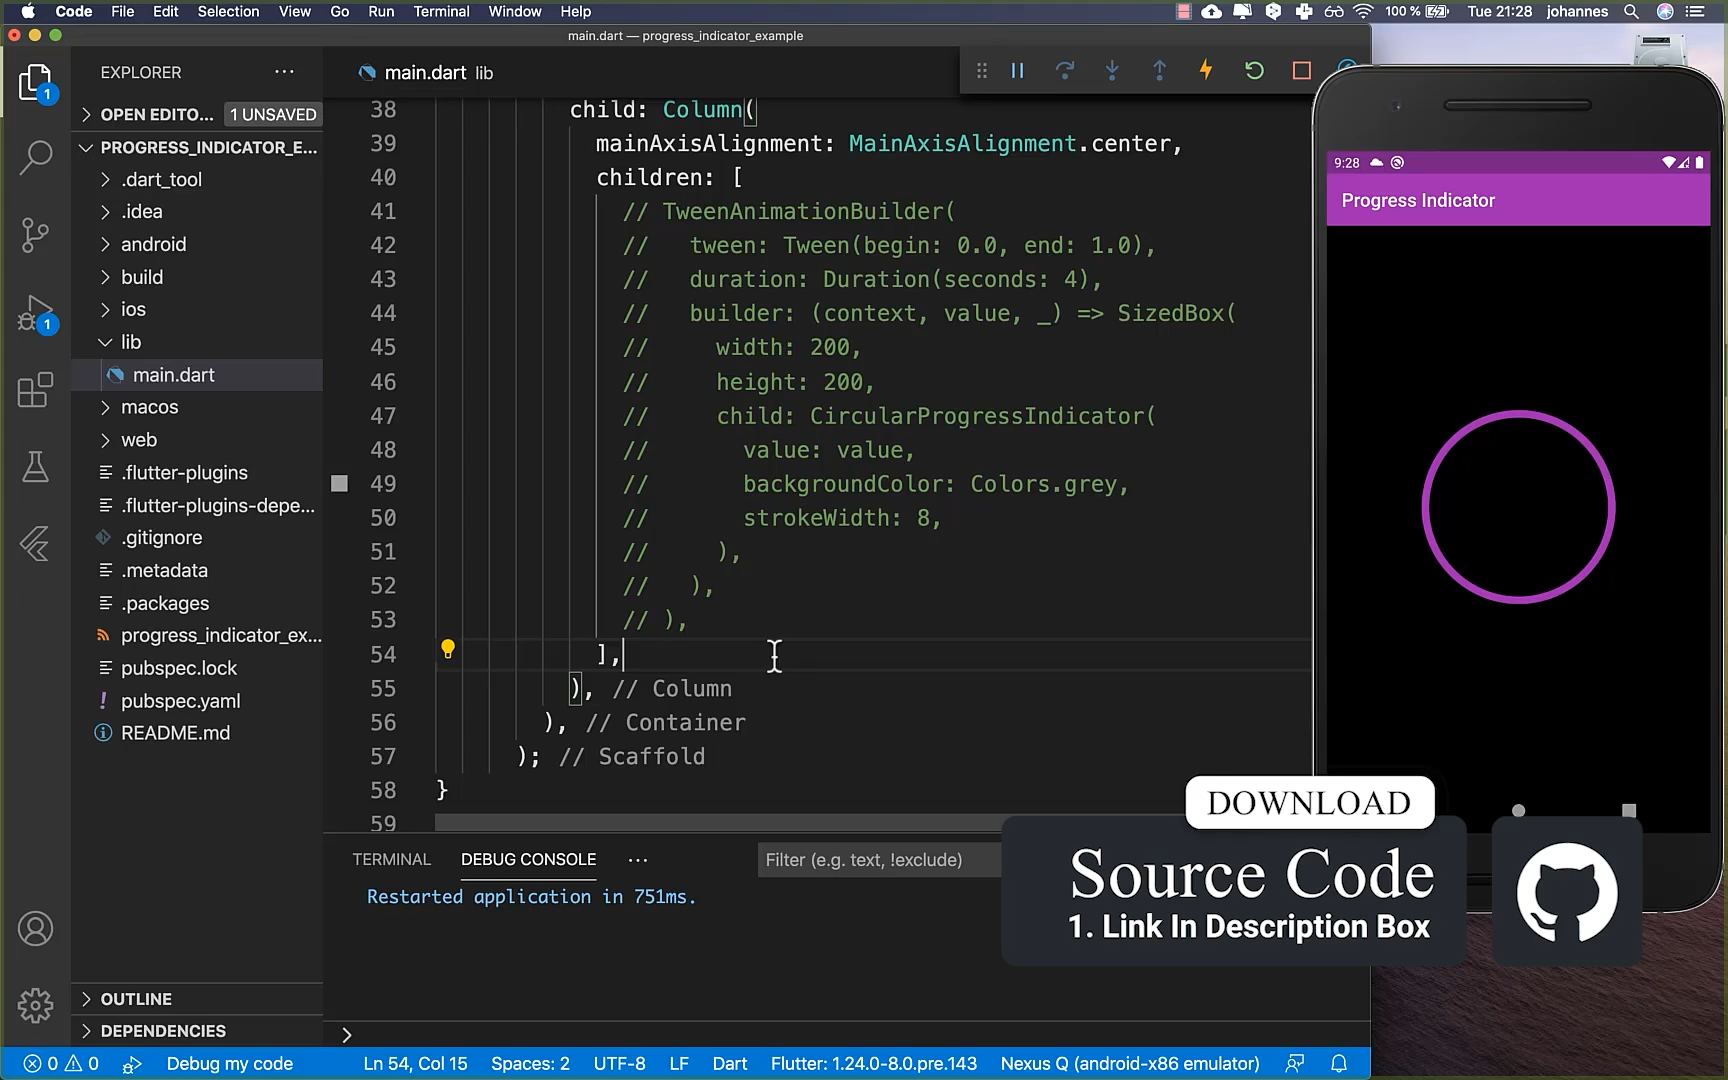 Code File Edit Selection View Go Run Terminal Window Help 100 % Tue 21:28 johannes
main.dart — progress_indicator_example
EXPLORER
OPEN EDITO... 1 UNSAVED
PROGRESS_INDICATOR_E...
.dart_tool
.idea
android
build
ios
lib
main.dart
macos
web
.flutter-plugins
.flutter-plugins-depe...
.gitignore
.metadata
.packages
progress_indicator_ex...
pubspec.lock
pubspec.yaml
README.md
OUTLINE
DEPENDENCIES
1
1
main.dart lib
38 child: Column(
39 mainAxisAlignment: MainAxisAlignment.center,
40 children: [
41 // TweenAnimationBuilder(
42 // tween: Tween(begin: 0.0, end: 1.0),
43 // duration: Duration(seconds: 4),
44 // builder: (context, value, _) => SizedBox(
45 // width: 200,
46 // height: 200,
47 // child: CircularProgressIndicator(
48 // value: value,
49 // backgroundColor: Colors.grey,
50 // strokeWidth: 8,
51 // ),
52 // ),
53 // ),
54 ],
55 ), // Column
56 ), // Container
57 ); // Scaffold
58 }
59
TERMINAL DEBUG CONSOLE ... Filter (e.g. text, !exclude)
Restarted application in 751ms.
9:28
Progress Indicator
DOWNLOAD
Source Code
1. Link In Description Box
0 0 Debug my code Ln 54, Col 15 Spaces: 2 UTF-8 LF Dart Flutter: 1.24.0-8.0.pre.143 Nexus Q (android-x86 emulator)